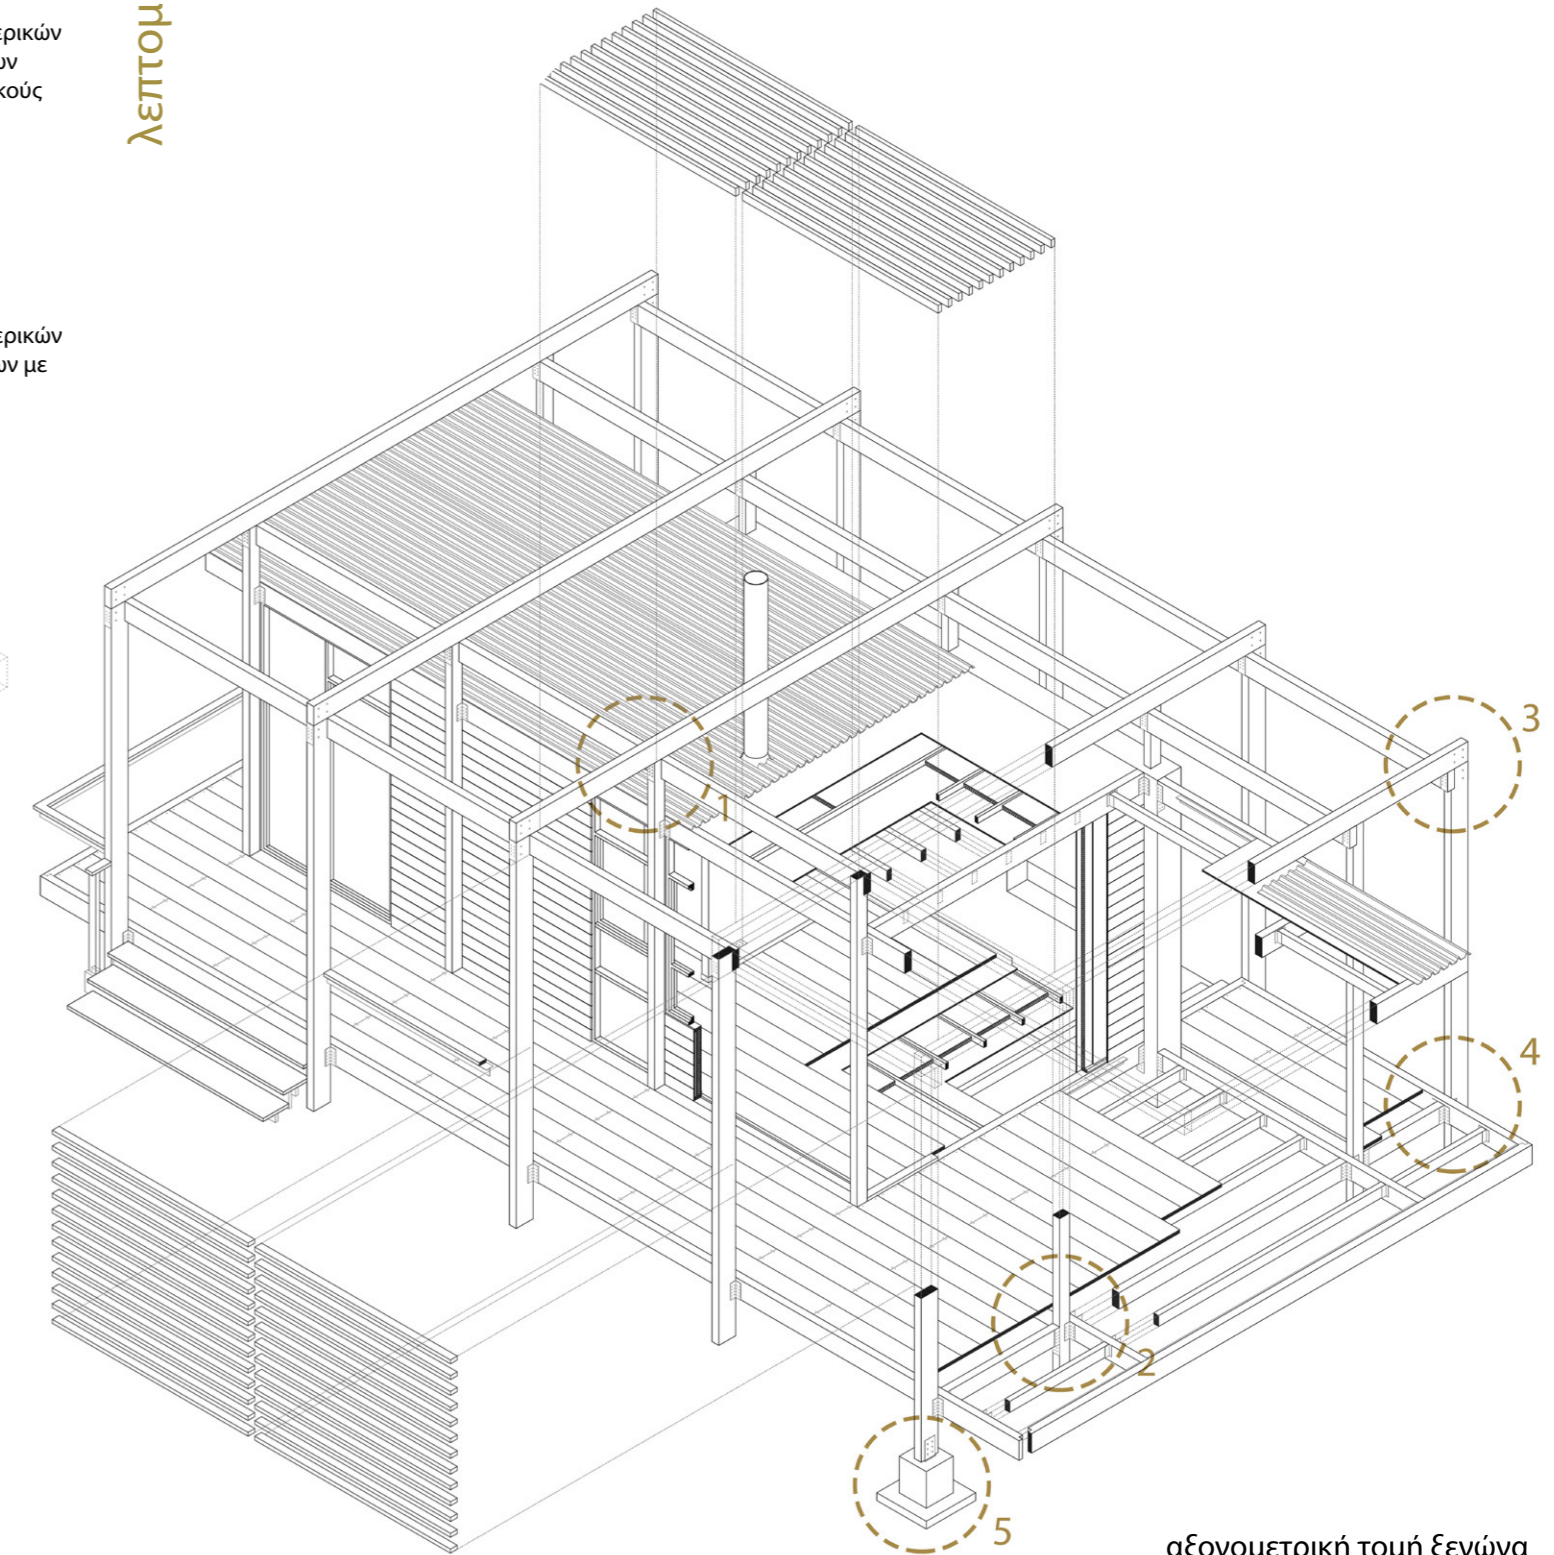 ερικών
ων
κούς
λεπτομ
ερικών
ων με
1
3
4
2
5
αξονομετρική τομή ξενώνα